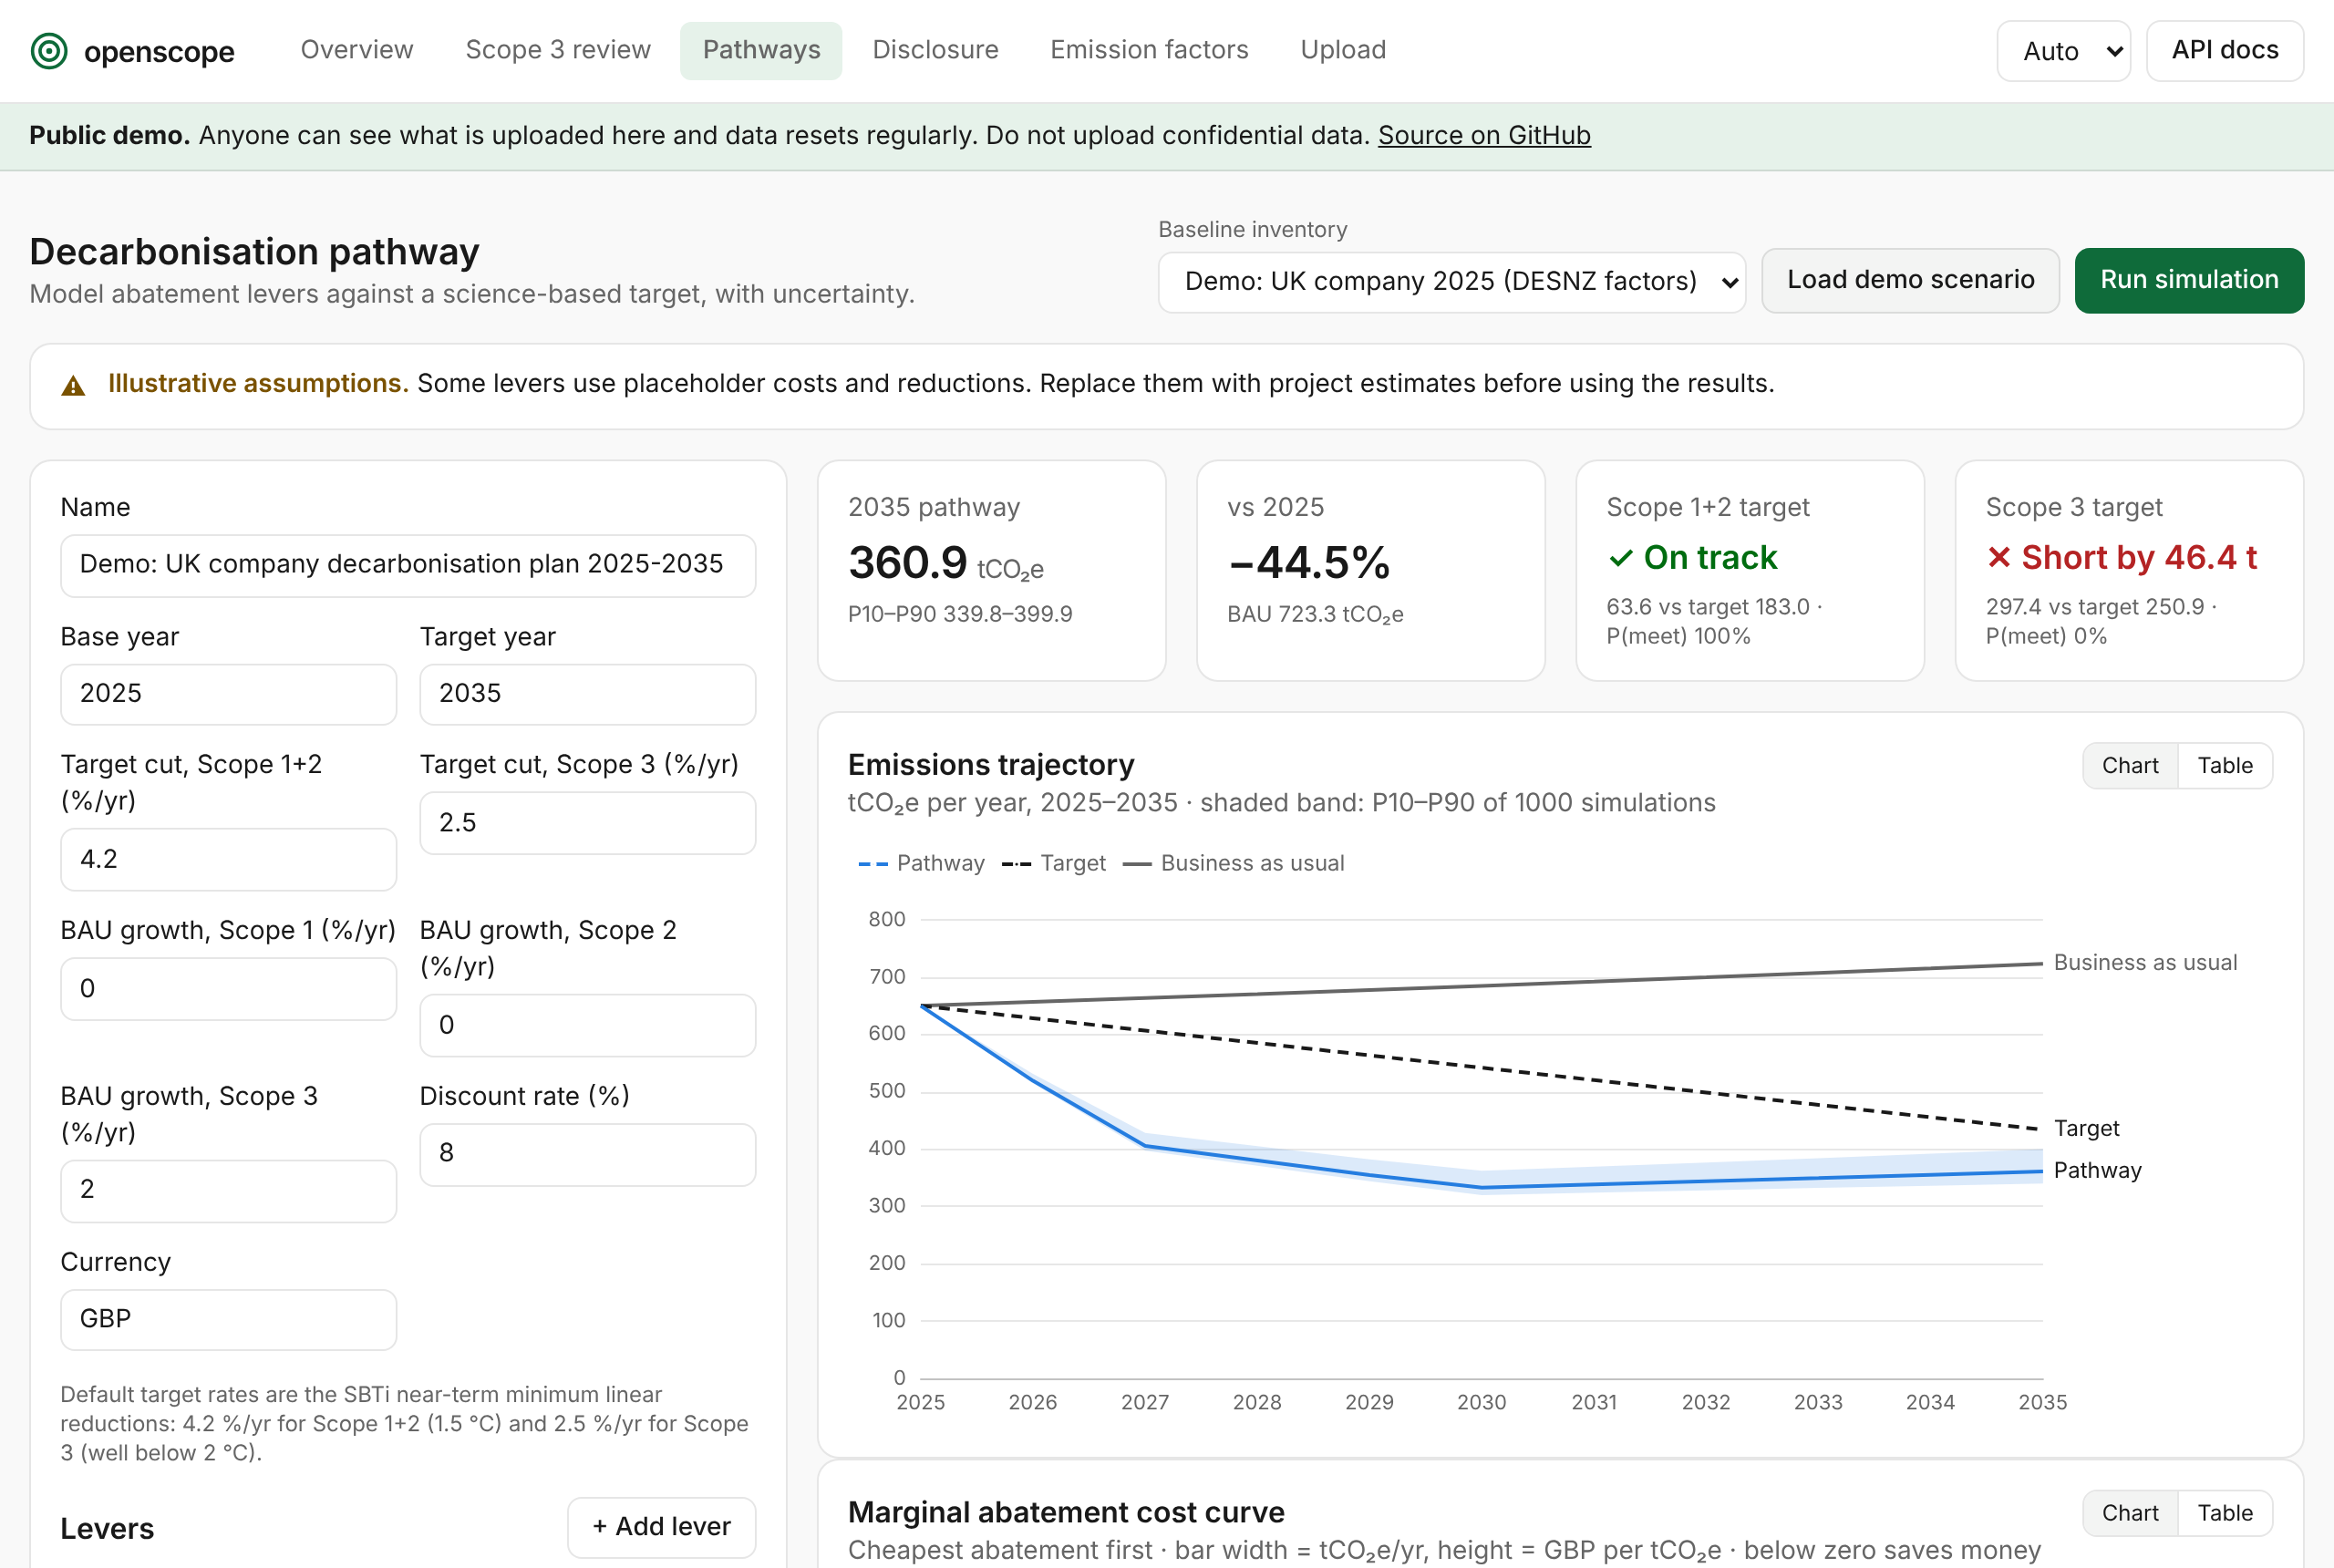 openscope
Overview
Scope 3 review
Pathways
Disclosure
Emission factors
Upload
Auto
API docs
Public demo. Anyone can see what is uploaded here and data resets regularly. Do not upload confidential data. Source on GitHub
Decarbonisation pathway
Model abatement levers against a science-based target, with uncertainty.
Baseline inventory
Demo: UK company 2025 (DESNZ factors)
Load demo scenario
Run simulation
Illustrative assumptions. Some levers use placeholder costs and reductions. Replace them with project estimates before using the results.
Name
Demo: UK company decarbonisation plan 2025-2035
Base year
2025
Target year
2035
Target cut, Scope 1+2
(%/yr)
4.2
Target cut, Scope 3 (%/yr)
2.5
BAU growth, Scope 1 (%/yr)
0
BAU growth, Scope 2
(%/yr)
0
BAU growth, Scope 3
(%/yr)
2
Discount rate (%)
8
Currency
GBP
Default target rates are the SBTi near-term minimum linear
reductions: 4.2 %/yr for Scope 1+2 (1.5 °C) and 2.5 %/yr for Scope
3 (well below 2 °C).
Levers
+ Add lever
2035 pathway
360.9 tCO₂e
P10–P90 339.8–399.9
vs 2025
−44.5%
BAU 723.3 tCO₂e
Scope 1+2 target
✓ On track
63.6 vs target 183.0 ·
P(meet) 100%
Scope 3 target
✕ Short by 46.4 t
297.4 vs target 250.9 ·
P(meet) 0%
Emissions trajectory
tCO₂e per year, 2025–2035 · shaded band: P10–P90 of 1000 simulations
Chart
Table
Pathway
Target
Business as usual
800
700
600
500
400
300
200
100
0
Business as usual
Target
Pathway
2025
2026
2027
2028
2029
2030
2031
2032
2033
2034
2035
Marginal abatement cost curve
Cheapest abatement first · bar width = tCO₂e/yr, height = GBP per tCO₂e · below zero saves money
Chart
Table